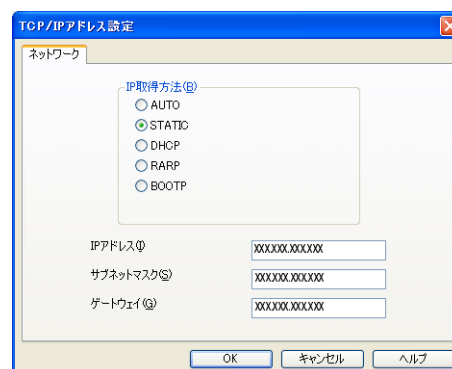 TCP/IPアドレス設定
ネットワーク
IP取得方法(B)
AUTO
STATIC
DHCP
RARP
BOOTP
IPアドレス(I)
XXX.XXX.XXX.XXX
サブネットマスク(S)
XXX.XXX.XXX.XXX
ゲートウェイ(G)
XXX.XXX.XXX.XXX
OK キャンセル ヘルプ